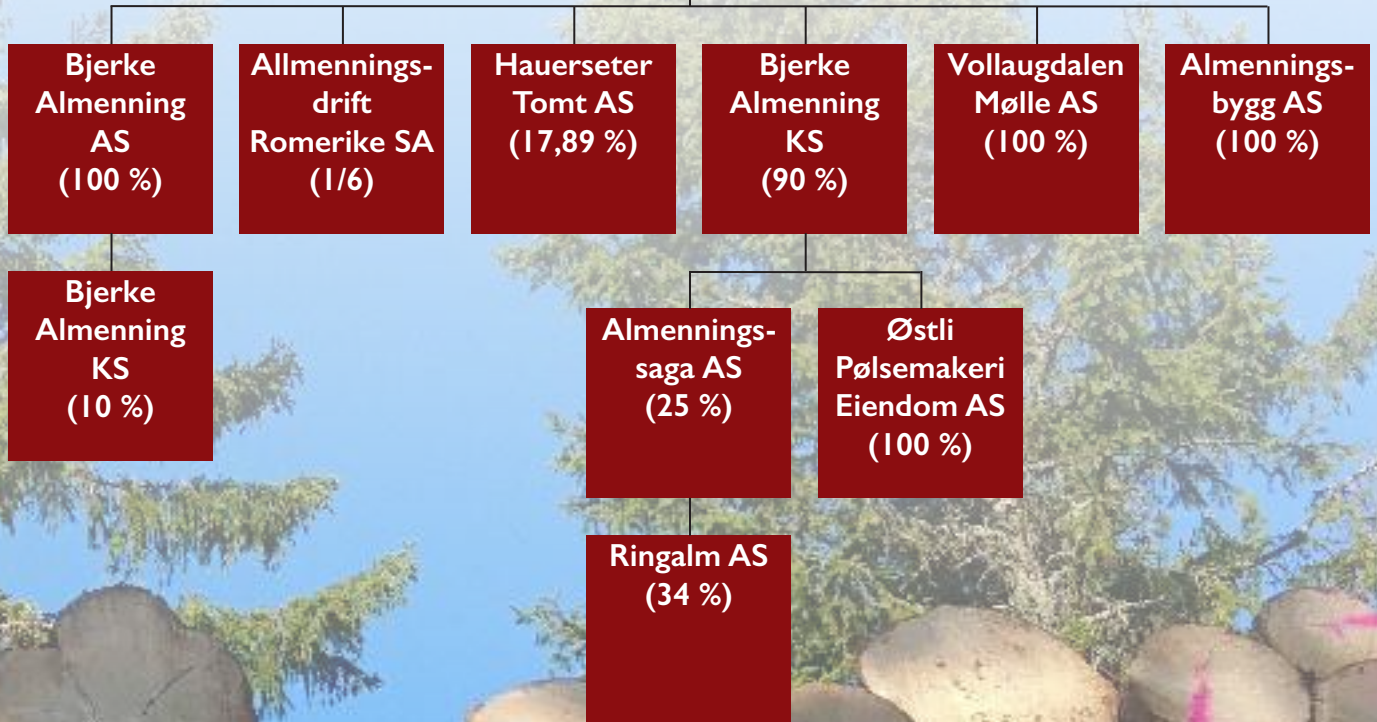 Bjerke
Almenning
AS
(100 %)
Allmennings-
drift
Romerike SA
(1/6)
Hauerseter
Tomt AS
(17,89 %)
Bjerke
Almenning
KS
(90 %)
Vollaugdalen
Mølle AS
(100 %)
Almennings-
bygg AS
(100 %)
Bjerke
Almenning
KS
(10 %)
Almennings-
saga AS
(25 %)
Østli
Pølsemakeri
Eiendom AS
(100 %)
Ringalm AS
(34 %)